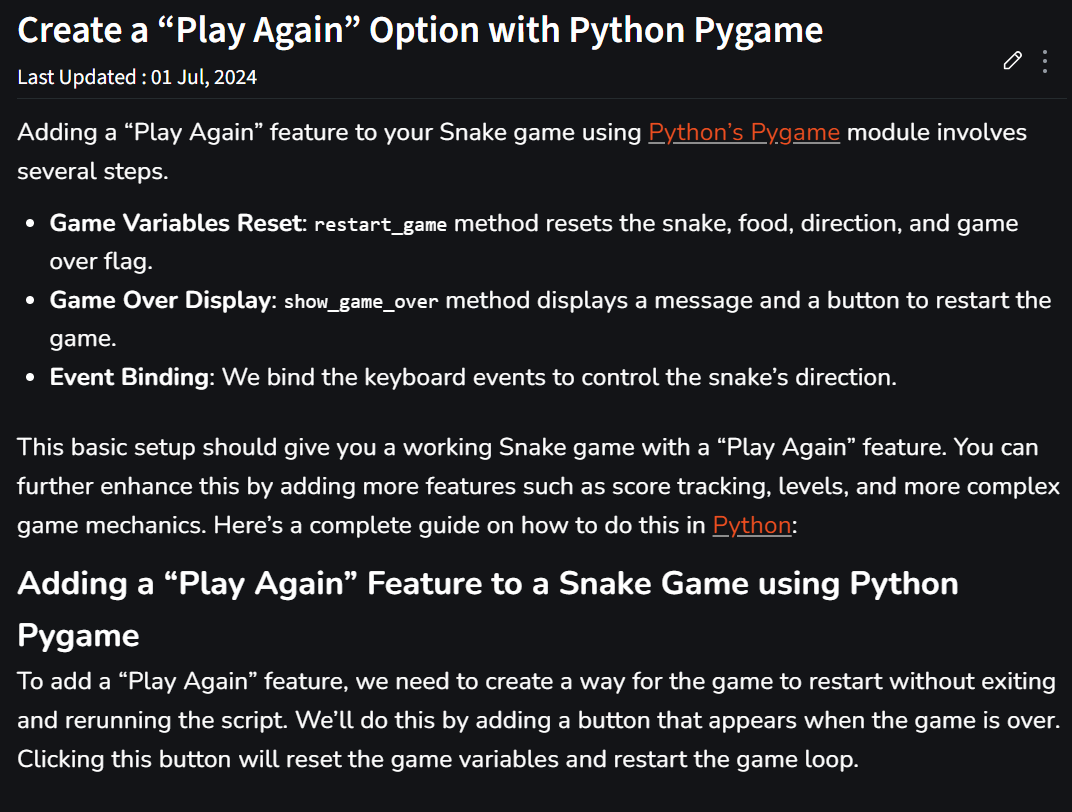 Create a “Play Again” Option with Python Pygame
Last Updated : 01 Jul, 2024
Adding a “Play Again” feature to your Snake game using Python’s Pygame module involves
several steps.
• Game Variables Reset: restart_game method resets the snake, food, direction, and game
over flag.
• Game Over Display: show_game_over method displays a message and a button to restart the
game.
• Event Binding: We bind the keyboard events to control the snake’s direction.
This basic setup should give you a working Snake game with a “Play Again” feature. You can
further enhance this by adding more features such as score tracking, levels, and more complex
game mechanics. Here’s a complete guide on how to do this in Python:
Adding a “Play Again” Feature to a Snake Game using Python
Pygame
To add a “Play Again” feature, we need to create a way for the game to restart without exiting
and rerunning the script. We’ll do this by adding a button that appears when the game is over.
Clicking this button will reset the game variables and restart the game loop.